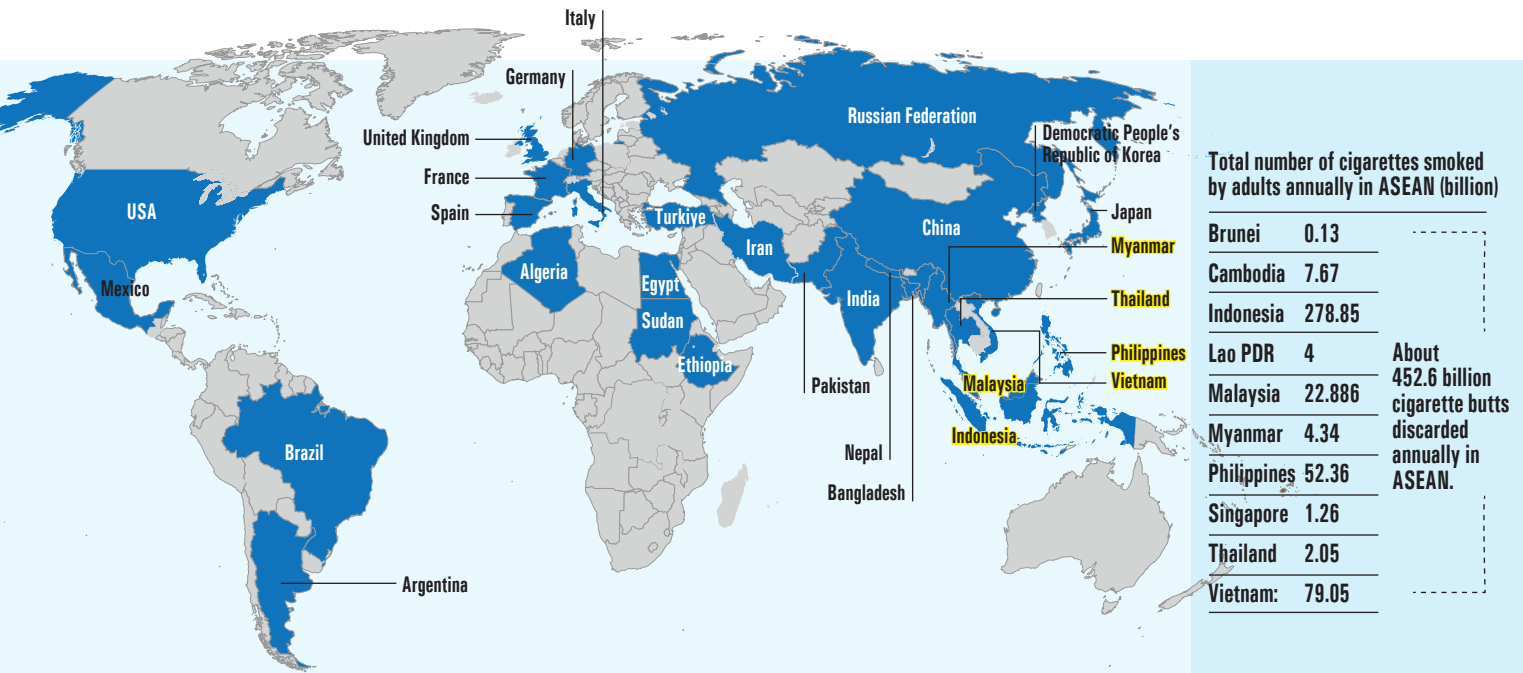 Italy
Germany
United Kingdom
France
Spain
USA
Mexico
Brazil
Argentina
Algeria
Egypt
Sudan
Ethiopia
Turkiye
Iran
Russian Federation
Democratic People's
Republic of Korea
Japan
China
India
Myanmar
Thailand
Philippines
Vietnam
Malaysia
Indonesia
Pakistan
Nepal
Bangladesh
Total number of cigarettes smoked
by adults annually in ASEAN (billion)
Brunei 0.13
Cambodia 7.67
Indonesia 278.85
Lao PDR 4
Malaysia 22.886
Myanmar 4.34
Philippines 52.36
Singapore 1.26
Thailand 2.05
Vietnam: 79.05
About
452.6 billion
cigarette butts
discarded
annually in
ASEAN.